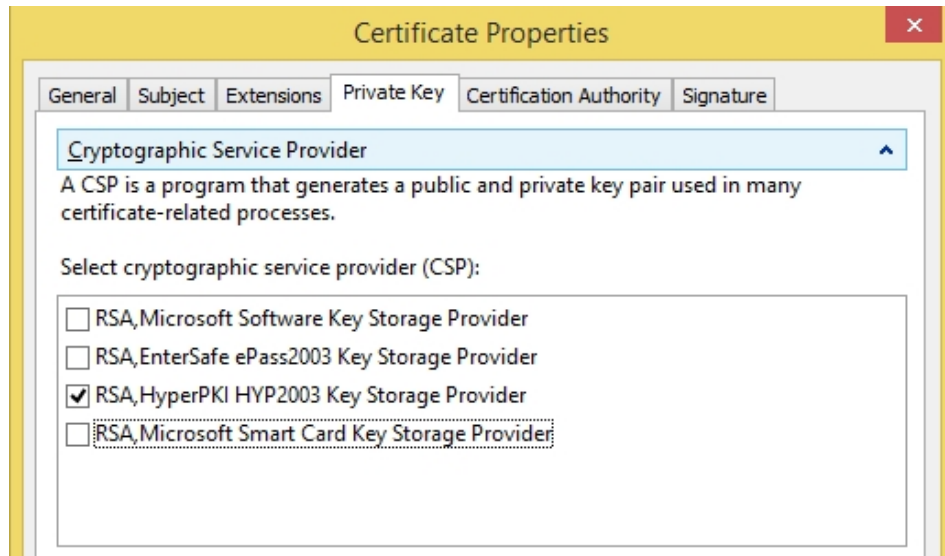 Certificate Properties
General Subject Extensions Private Key Certification Authority Signature
Cryptographic Service Provider
A CSP is a program that generates a public and private key pair used in many
certificate-related processes.
Select cryptographic service provider (CSP):
RSA,Microsoft Software Key Storage Provider
RSA,EnterSafe ePass2003 Key Storage Provider
RSA,HyperPKI HYP2003 Key Storage Provider
RSA,Microsoft Smart Card Key Storage Provider